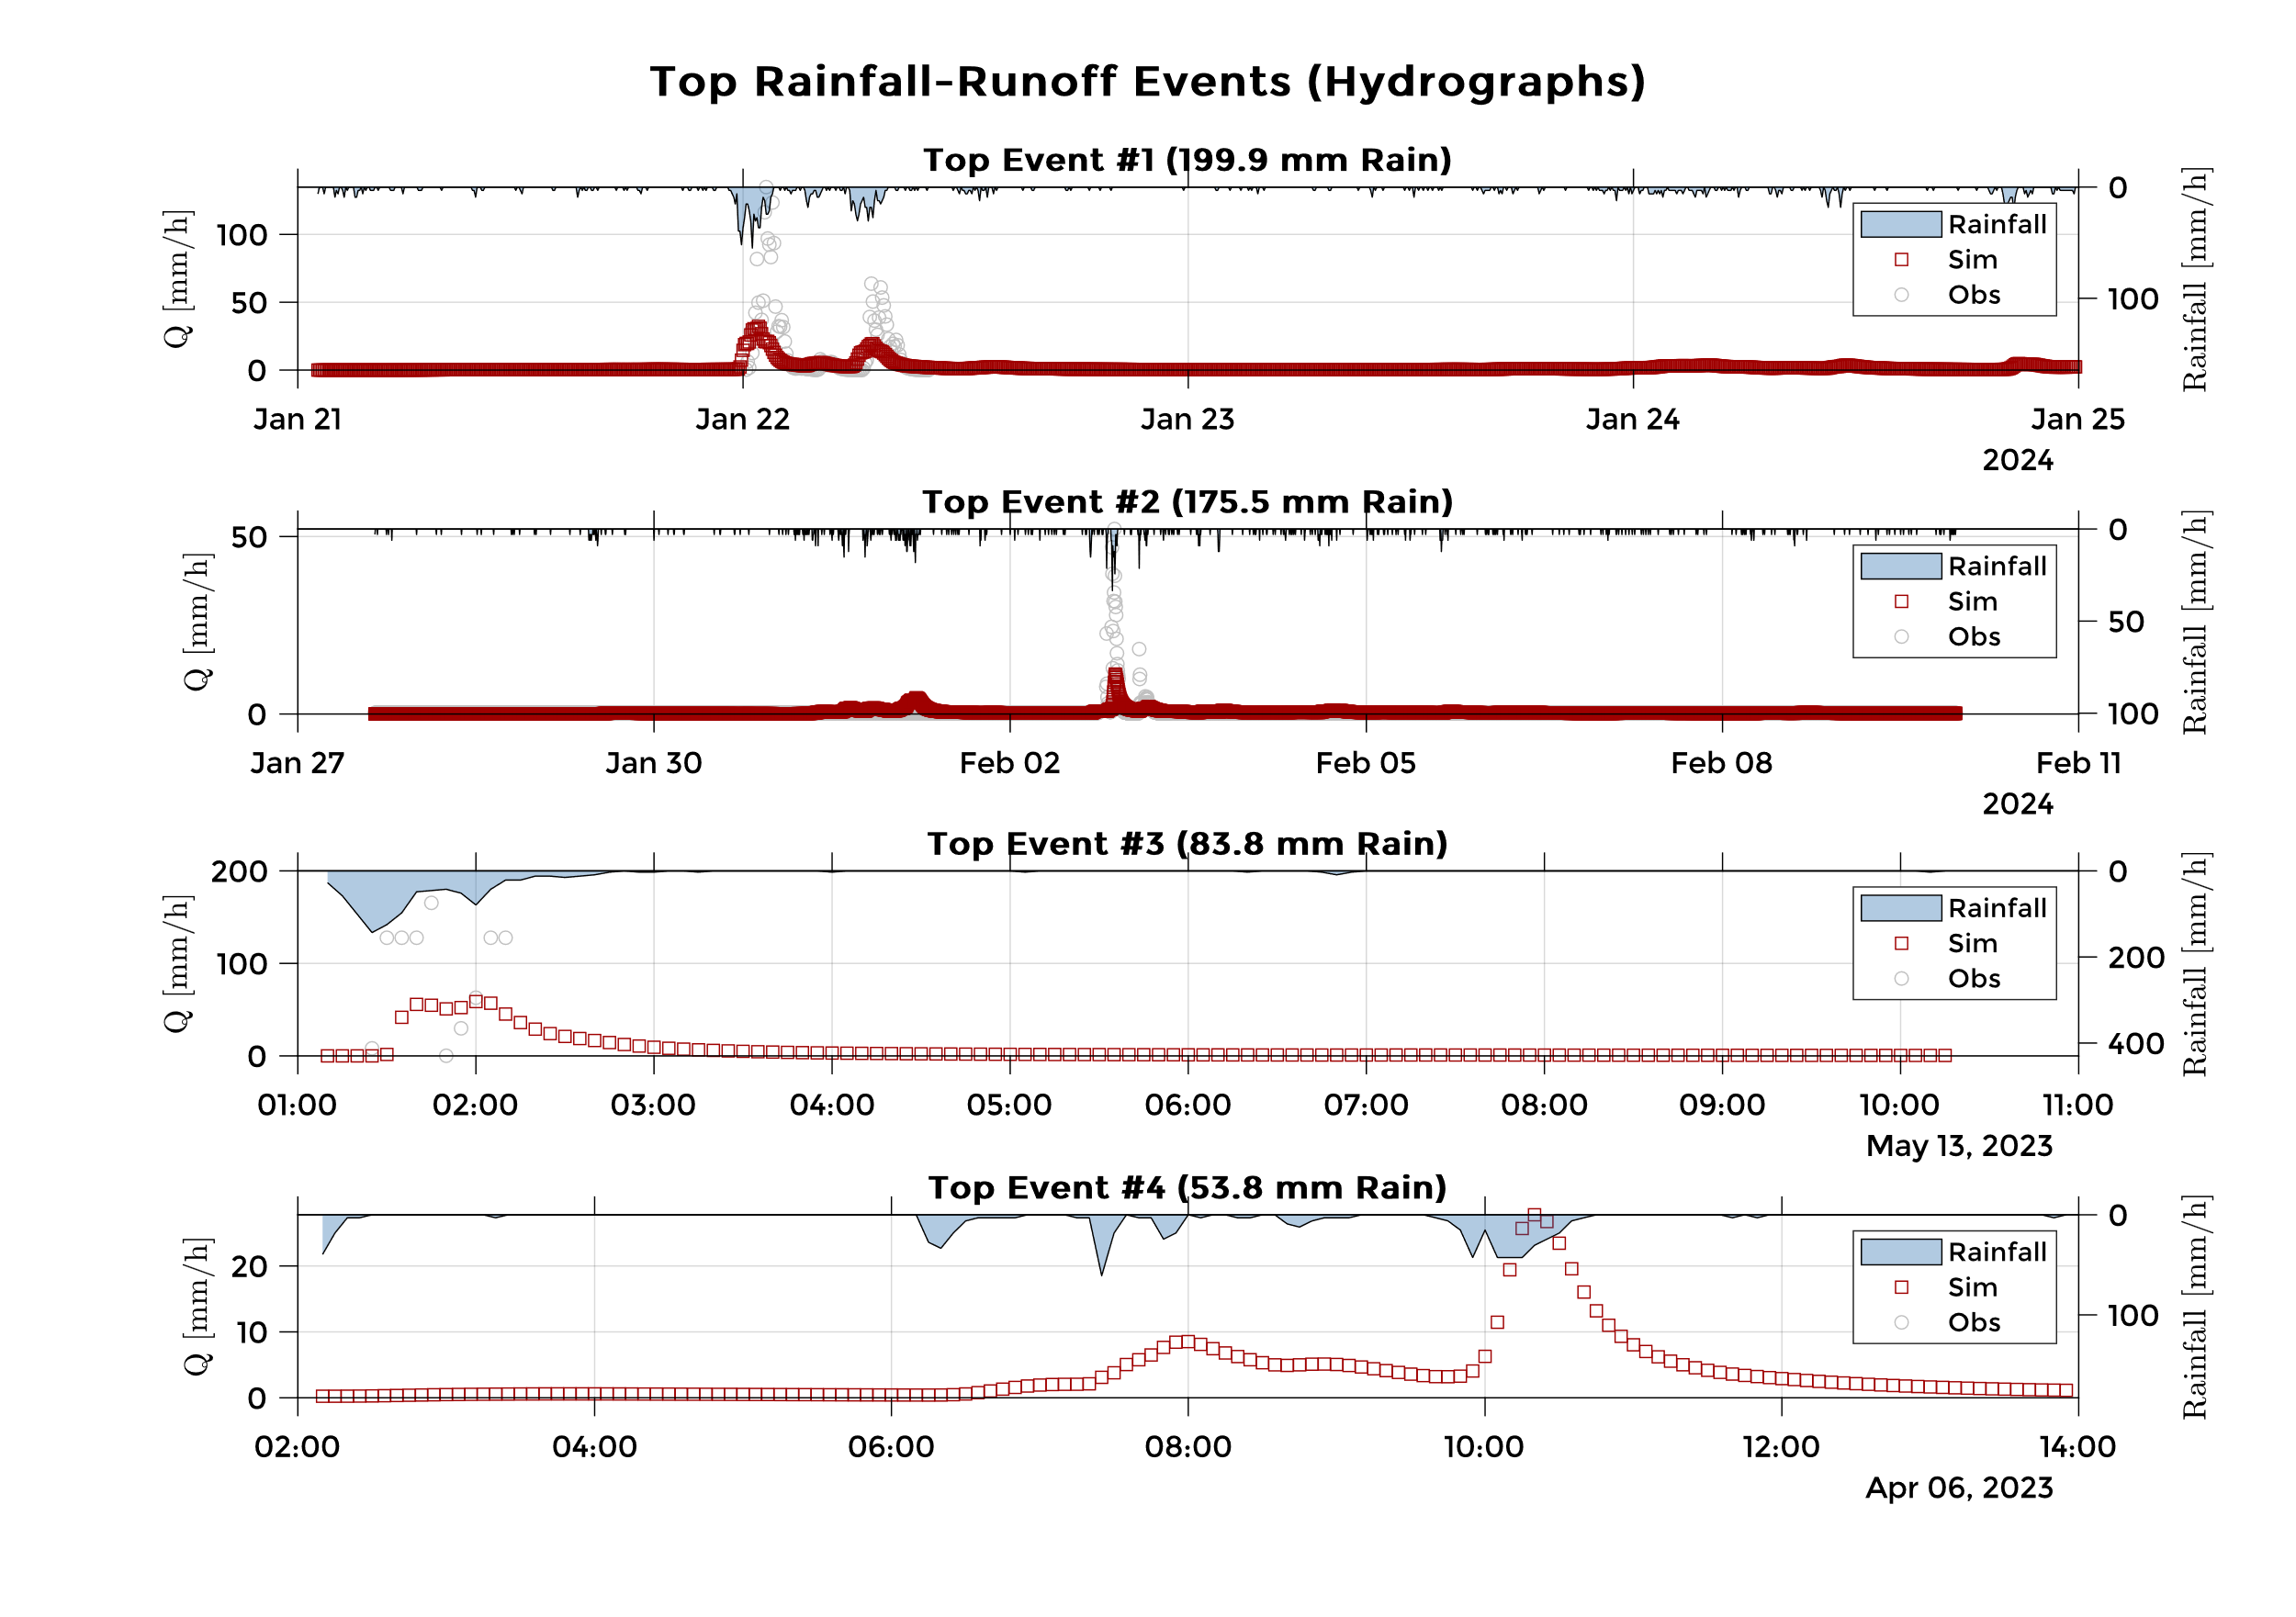 Top Rainfall-Runoff Events (Hydrographs)
Top Event #1 (199.9 mm Rain)
Q [mm/h]
100
50
0
Rainfall
Sim
Obs
0
100
Rainfall [mm/h]
Jan 21 Jan 22 Jan 23 Jan 24 Jan 25
2024
Top Event #2 (175.5 mm Rain)
Q [mm/h]
50
0
Rainfall
Sim
Obs
0
50
100
Rainfall [mm/h]
Jan 27 Jan 30 Feb 02 Feb 05 Feb 08 Feb 11
2024
Top Event #3 (83.8 mm Rain)
Q [mm/h]
200
100
0
Rainfall
Sim
Obs
0
200
400
Rainfall [mm/h]
01:00 02:00 03:00 04:00 05:00 06:00 07:00 08:00 09:00 10:00 11:00
May 13, 2023
Top Event #4 (53.8 mm Rain)
Q [mm/h]
20
10
0
Rainfall
Sim
Obs
0
100
Rainfall [mm/h]
02:00 04:00 06:00 08:00 10:00 12:00 14:00
Apr 06, 2023